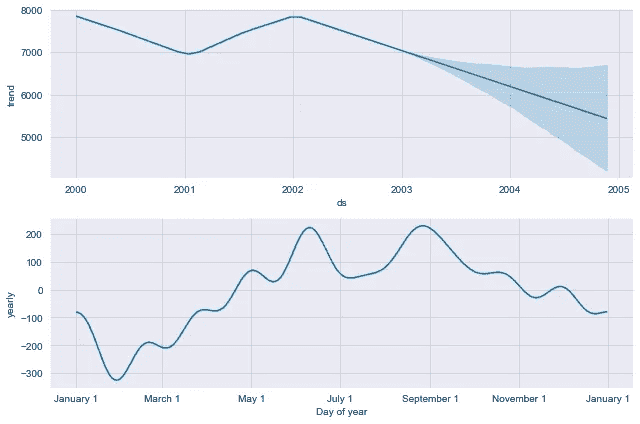 8000
7000
6000
5000
trend
2000 2001 2002 2003 2004 2005
ds
200
100
0
−100
−200
−300
yearly
January 1 March 1 May 1 July 1 September 1 November 1 January 1
Day of year